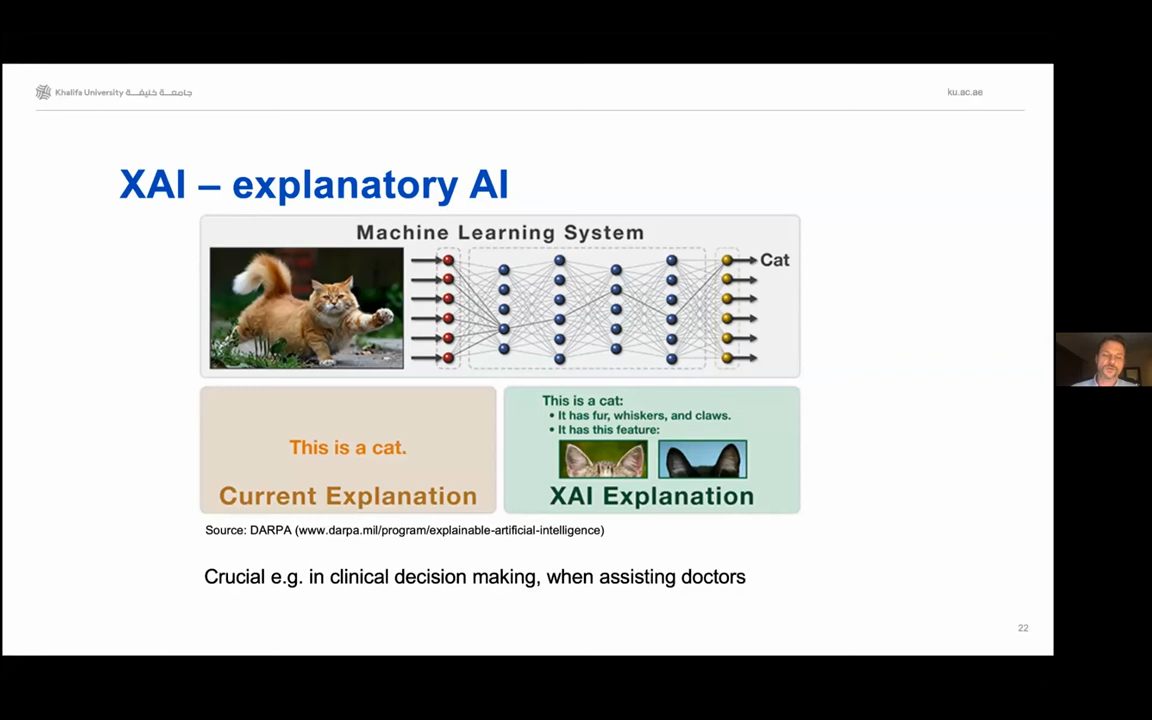 Khalifa University جامعــة خليفــة
ku.ac.ae
XAI – explanatory AI
Machine Learning System
Cat
This is a cat.
Current Explanation
This is a cat:
• It has fur, whiskers, and claws.
• It has this feature:
XAI Explanation
Source: DARPA (www.darpa.mil/program/explainable-artificial-intelligence)
Crucial e.g. in clinical decision making, when assisting doctors
22